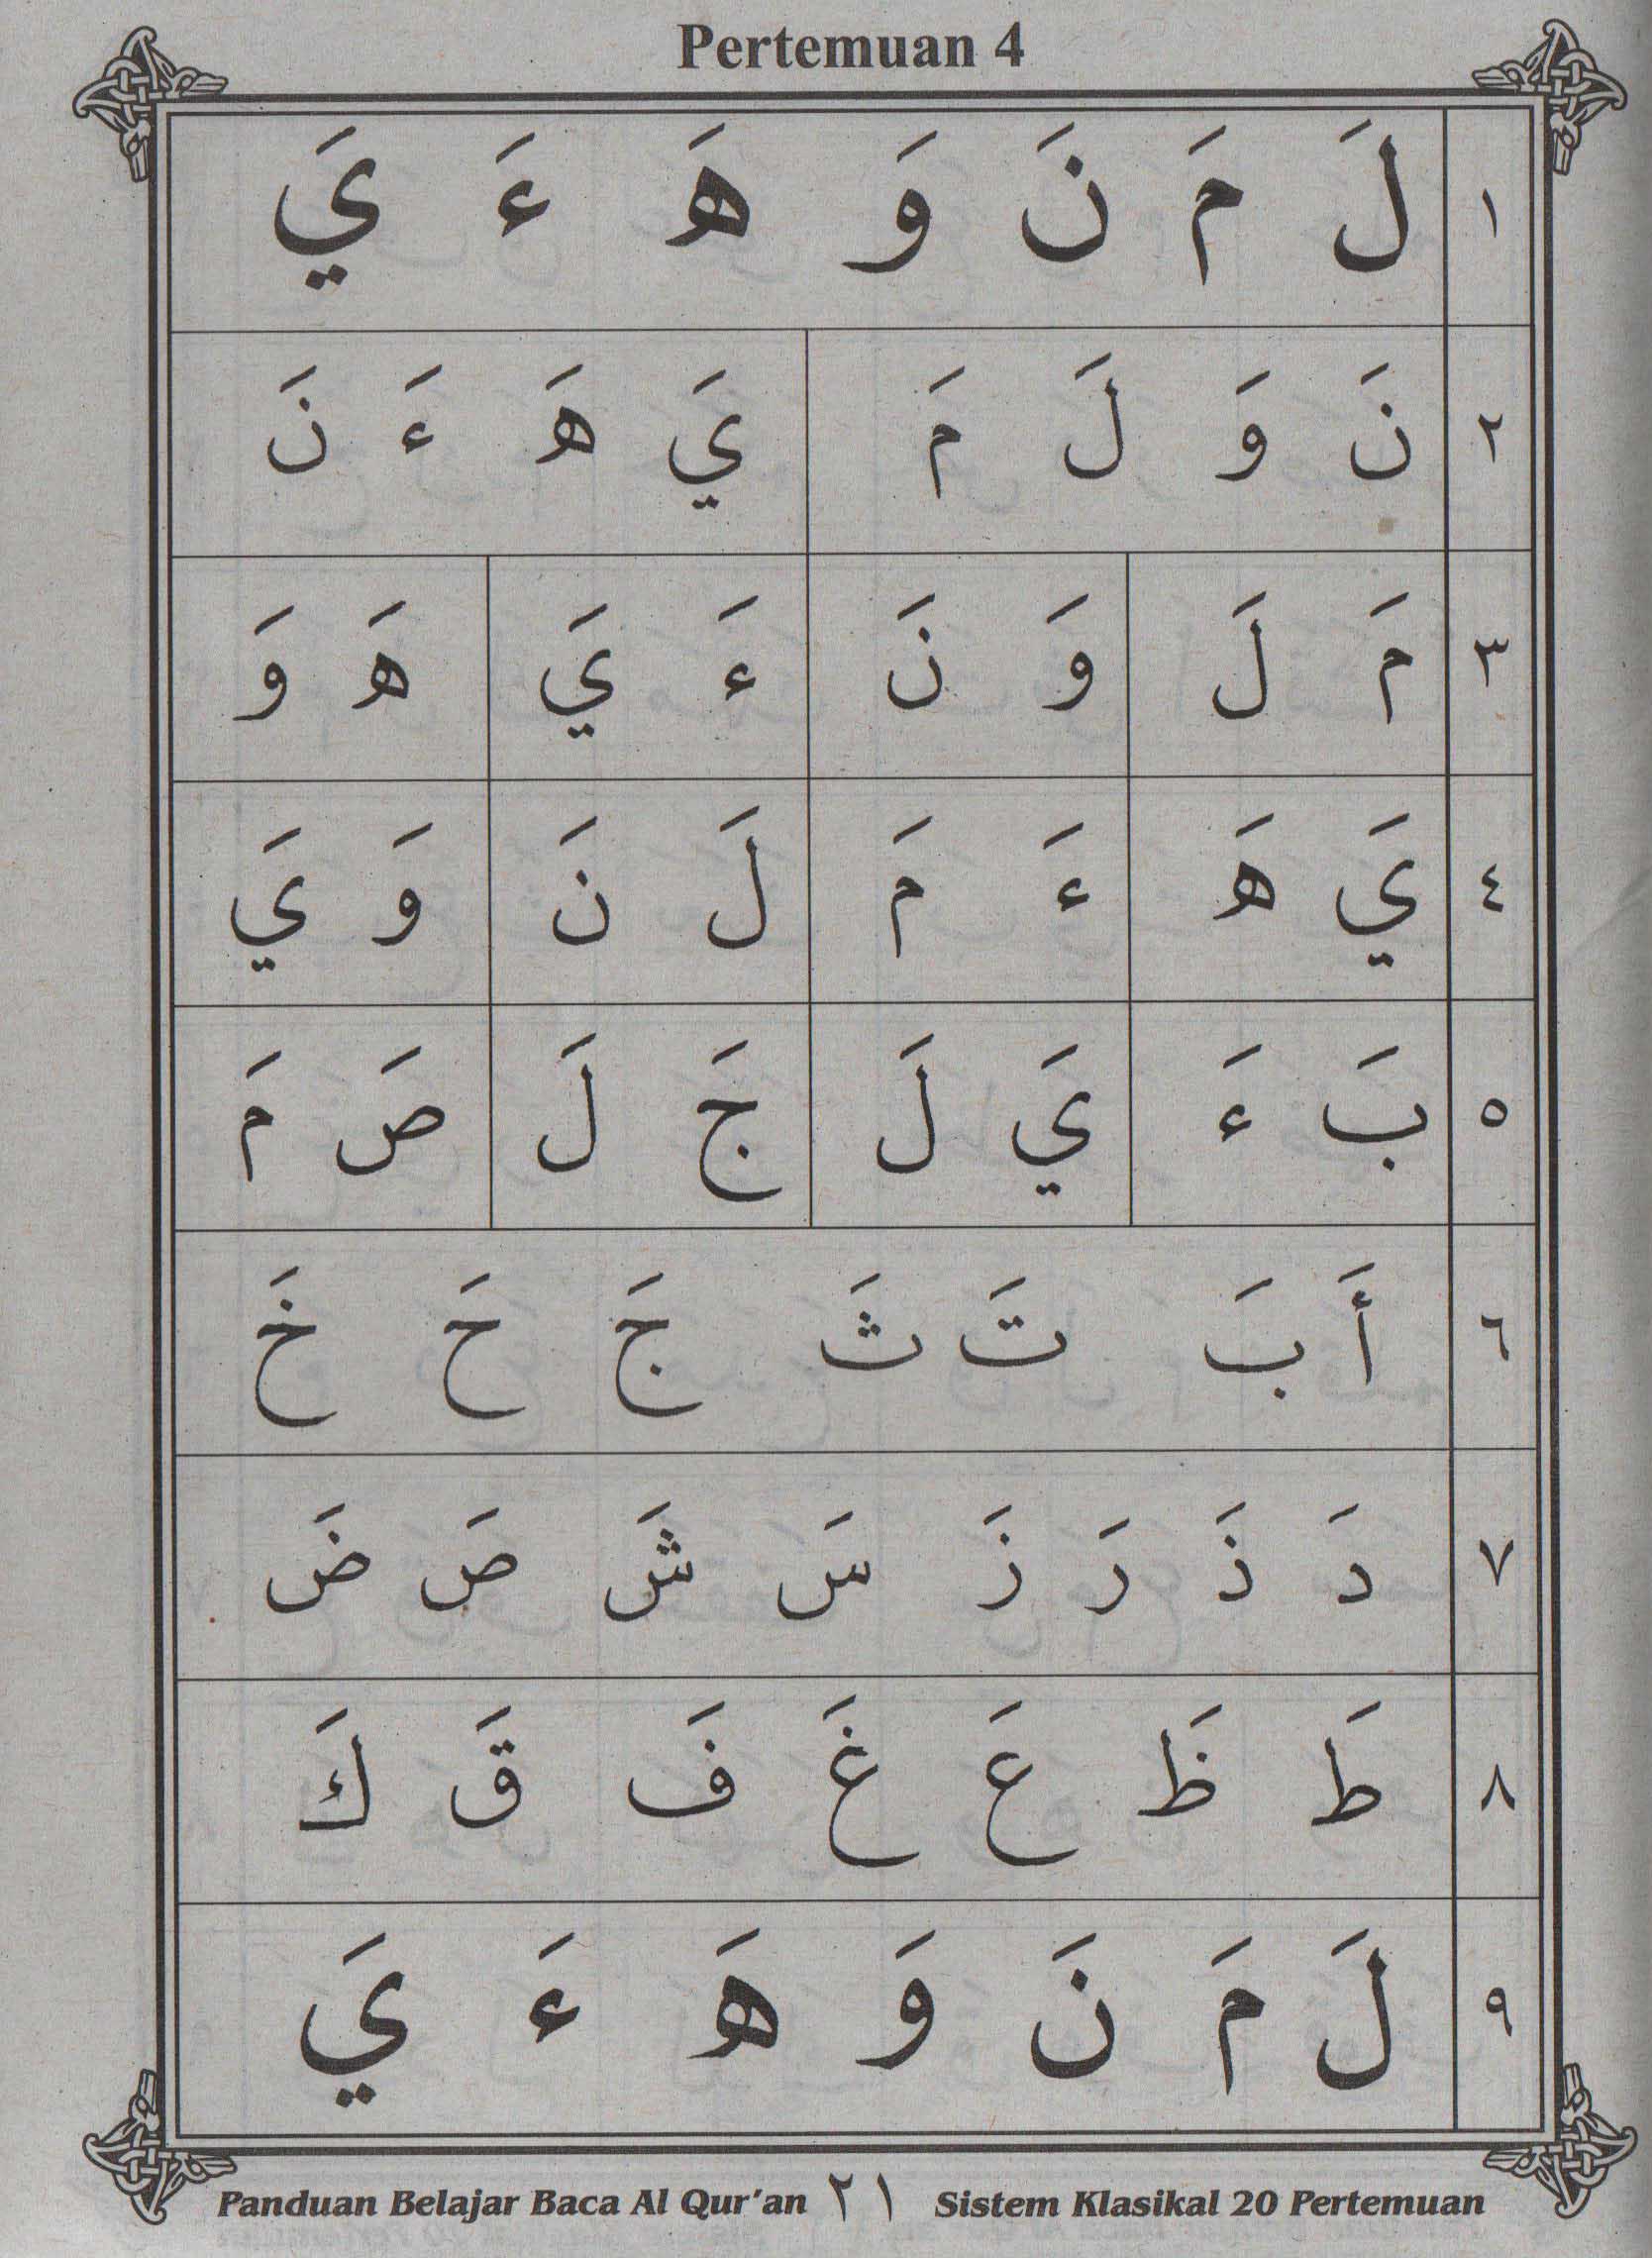 Pertemuan 4
١ لَ مَ نَ وَ هَ ءَ يَ
٢ نَ وَ لَ مَ يَ هَ ءَ نَ
٣ مَ لَ وَ نَ ءَ يَ هَ وَ
٤ يَ هَ ءَ مَ لَ نَ وَ يَ
٥ بَ ءَ يَ لَ جَ لَ صَ مَ
٦ أَ بَ تَ ثَ جَ حَ خَ
٧ دَ ذَ رَ زَ سَ شَ صَ ضَ
٨ طَ ظَ عَ غَ فَ قَ كَ
٩ لَ مَ نَ وَ هَ ءَ يَ
Panduan Belajar Baca Al Qur'an ٢١ Sistem Klasikal 20 Pertemuan